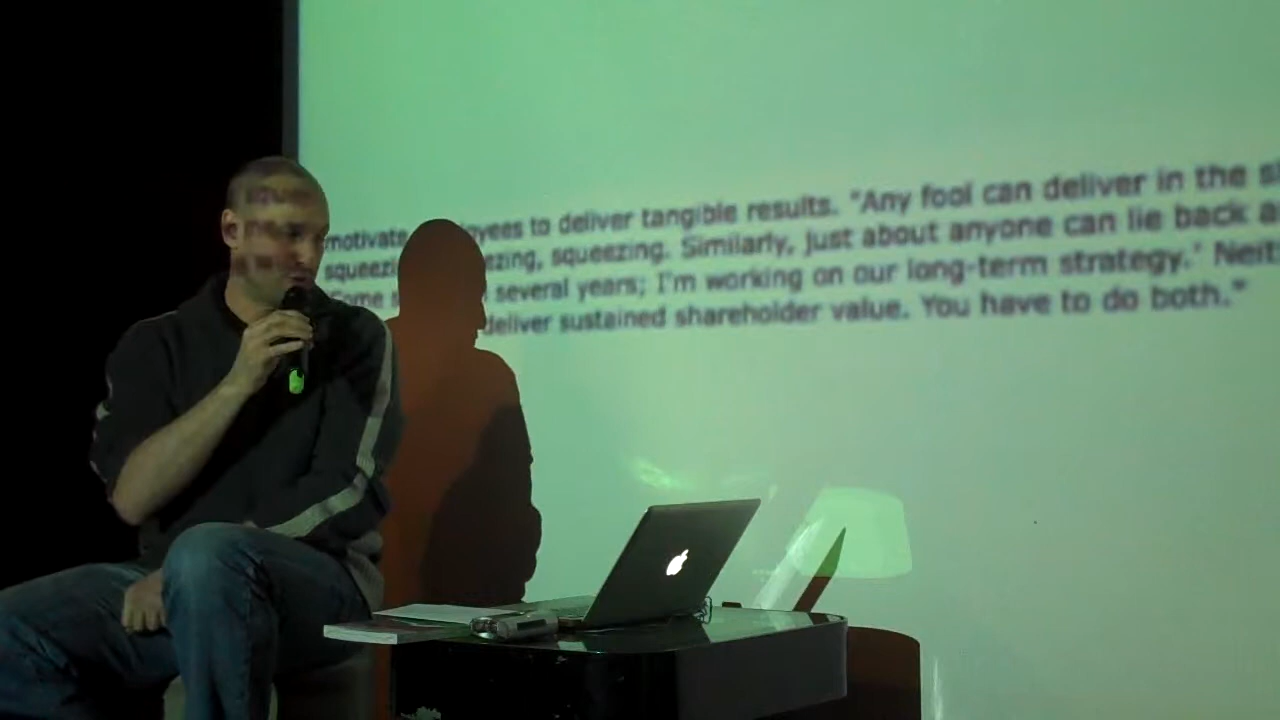 motivate yees to deliver tangible results. "Any fool can deliver in the s
squeezi zing, squeezing. Similarly, just about anyone can lie back a
Come s several years; I'm working on our long-term strategy.' Neit
deliver sustained shareholder value. You have to do both."